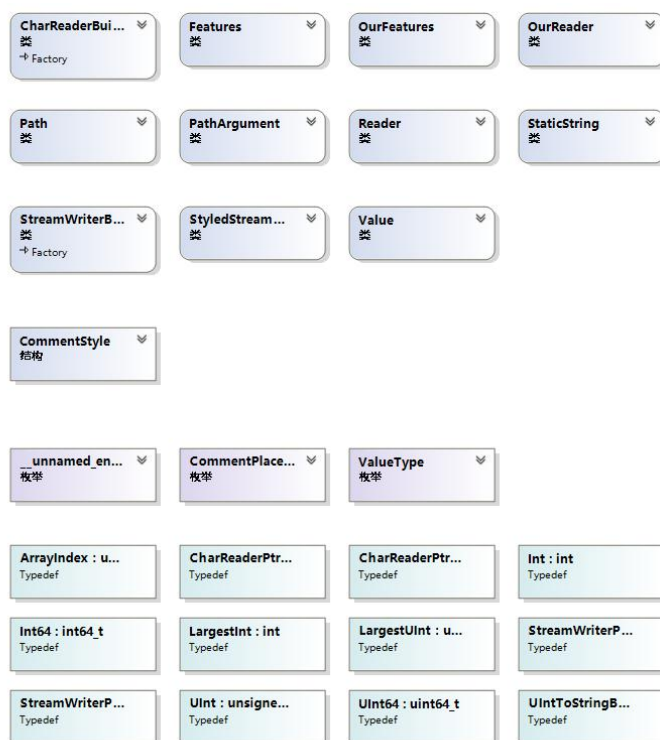 CharReaderBui...
类
Factory
Features
类
OurFeatures
类
OurReader
类
Path
类
PathArgument
类
Reader
类
StaticString
类
StreamWriterB...
类
Factory
StyledStream...
类
Value
类
CommentStyle
结构
__unnamed_en...
枚举
CommentPlace...
枚举
ValueType
枚举
ArrayIndex : u...
Typedef
CharReaderPtr...
Typedef
CharReaderPtr...
Typedef
Int : int
Typedef
Int64 : int64_t
Typedef
LargestInt : int
Typedef
LargestUInt : u...
Typedef
StreamWriterP...
Typedef
StreamWriterP...
Typedef
UInt : unsigne...
Typedef
UInt64 : uint64_t
Typedef
UIntToStringB...
Typedef